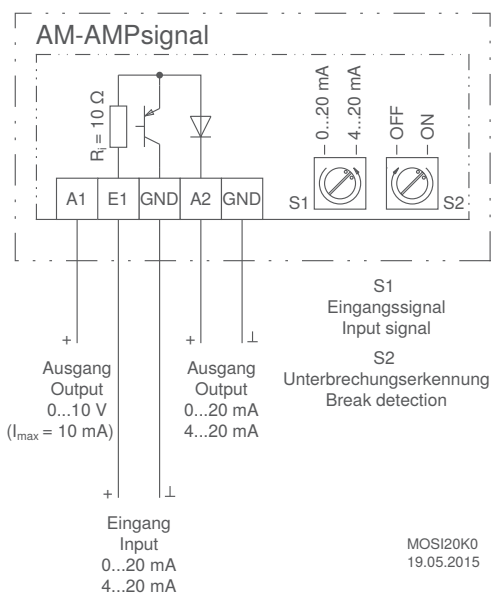 AM-AMPsignal
Rᵢ = 10 Ω
0...20 mA
4...20 mA
OFF
ON
A1 E1 GND A2 GND
S1
S2
S1
Eingangssignal
Input signal
S2
Unterbrechungserkennung
Break detection
+
Ausgang
Output
0...10 V
(Iₘₐₓ = 10 mA)
+ ⊥
Ausgang
Output
0...20 mA
4...20 mA
+ ⊥
Eingang
Input
0...20 mA
4...20 mA
MOSI20K0
19.05.2015